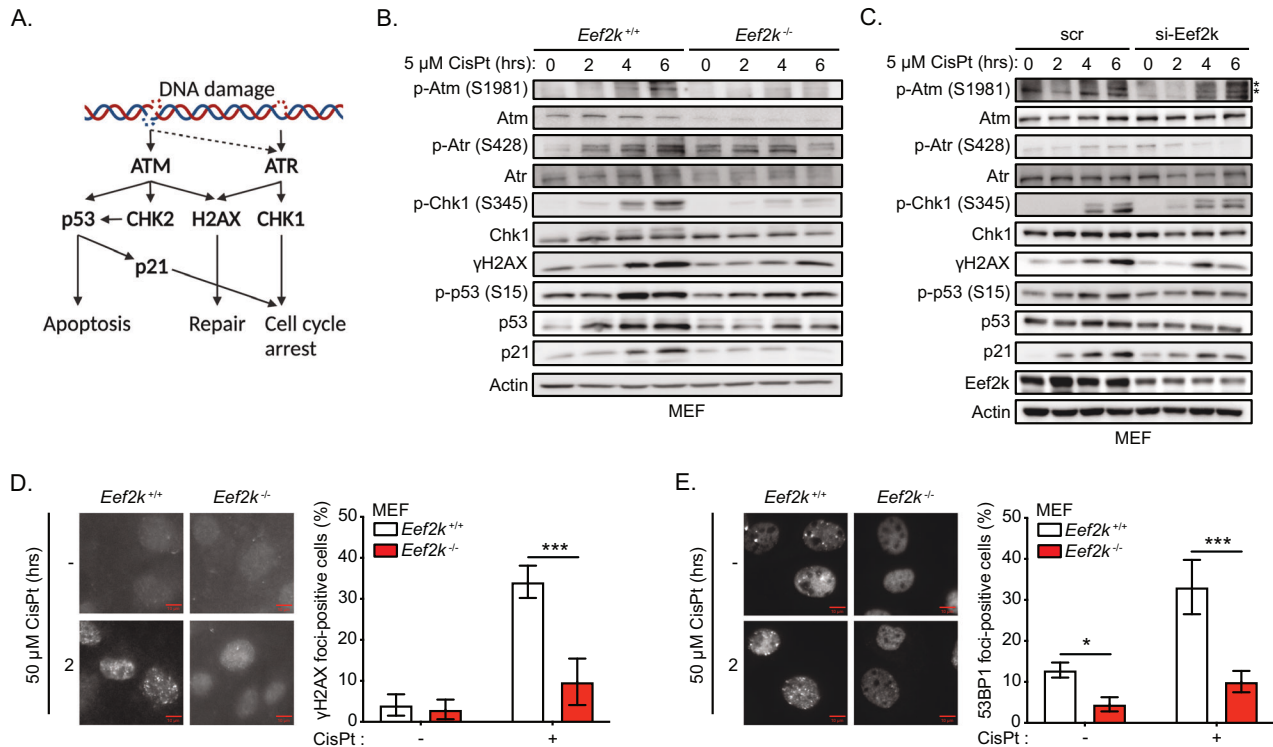 A.
DNA damage
ATM
ATR
p53
CHK2
H2AX
CHK1
p21
Apoptosis
Repair
Cell cycle
arrest
B.
Eef2k+/+
Eef2k-/-
5 µM CisPt (hrs): 0 2 4 6 0 2 4 6
p-Atm (S1981)
Atm
p-Atr (S428)
Atr
p-Chk1 (S345)
Chk1
γH2AX
p-p53 (S15)
p53
p21
Actin
MEF
C.
scr
si-Eef2k
5 µM CisPt (hrs): 0 2 4 6 0 2 4 6
p-Atm (S1981)
*
*
Atm
p-Atr (S428)
Atr
p-Chk1 (S345)
Chk1
γH2AX
p-p53 (S15)
p53
p21
Eef2k
Actin
MEF
D.
Eef2k+/+
Eef2k-/-
50 µM CisPt (hrs)
-
2
γH2AX foci-positive cells (%)
50
40
30
20
10
0
MEF
Eef2k+/+
Eef2k-/-
***
CisPt : - +
E.
Eef2k+/+
Eef2k-/-
50 µM CisPt (hrs)
-
2
53BP1 foci-positive cells (%)
50
40
30
20
10
0
MEF
Eef2k+/+
Eef2k-/-
*
***
CisPt : - +